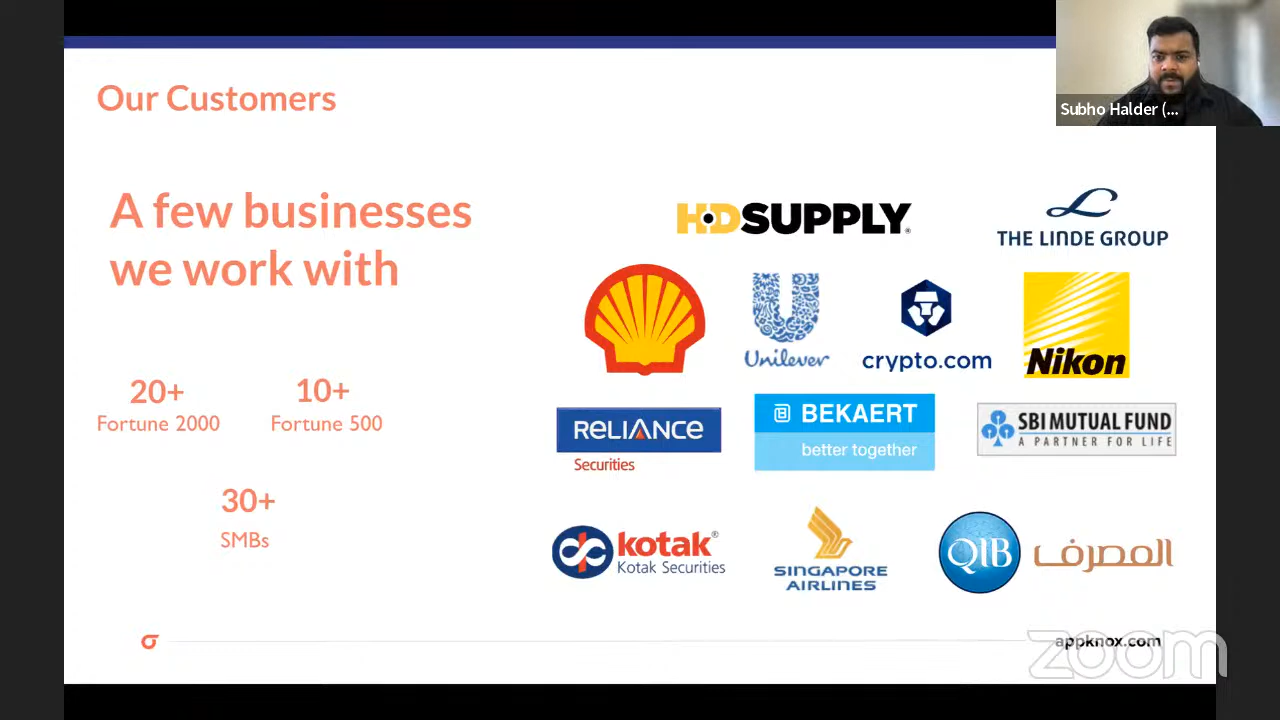 Our Customers
Subho Halder (...
A few businesses
we work with
20+
Fortune 2000
10+
Fortune 500
30+
SMBs
HDSUPPLY®
THE LINDE GROUP
Unilever
crypto.com
Nikon
RELIANCE
Securities
BEKAERT
better together
SBI MUTUAL FUND
A PARTNER FOR LIFE
kotak®
Kotak Securities
SINGAPORE
AIRLINES
QIB
المصرف
σ
appknox.com
zoom